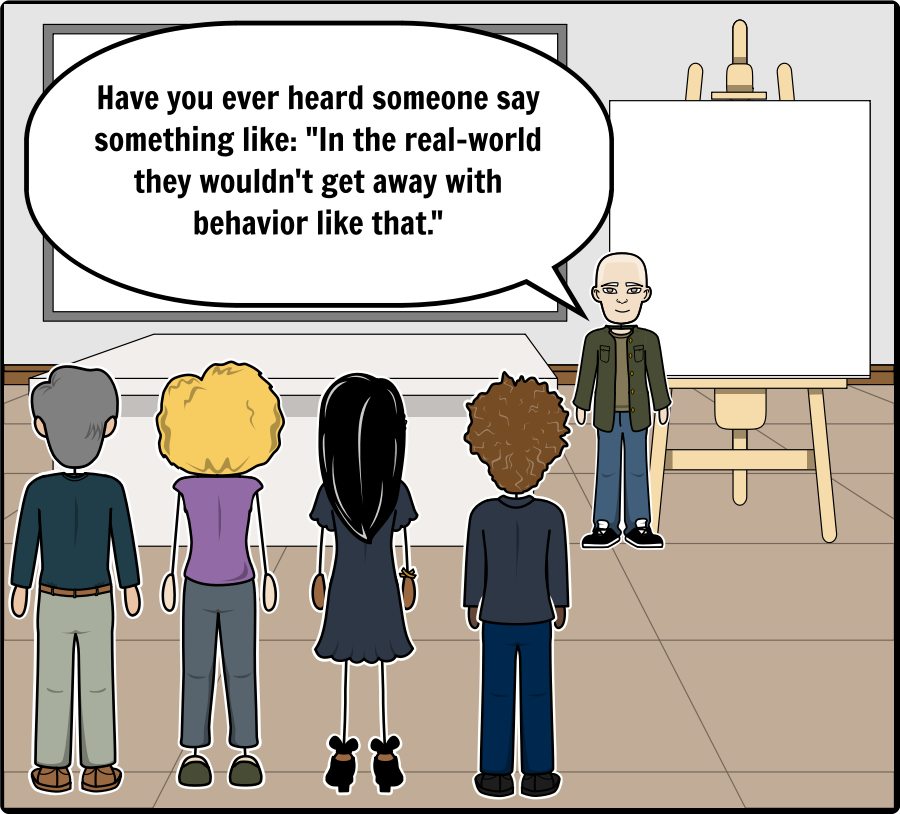 Have you ever heard someone say
something like: "In the real-world
they wouldn't get away with
behavior like that."